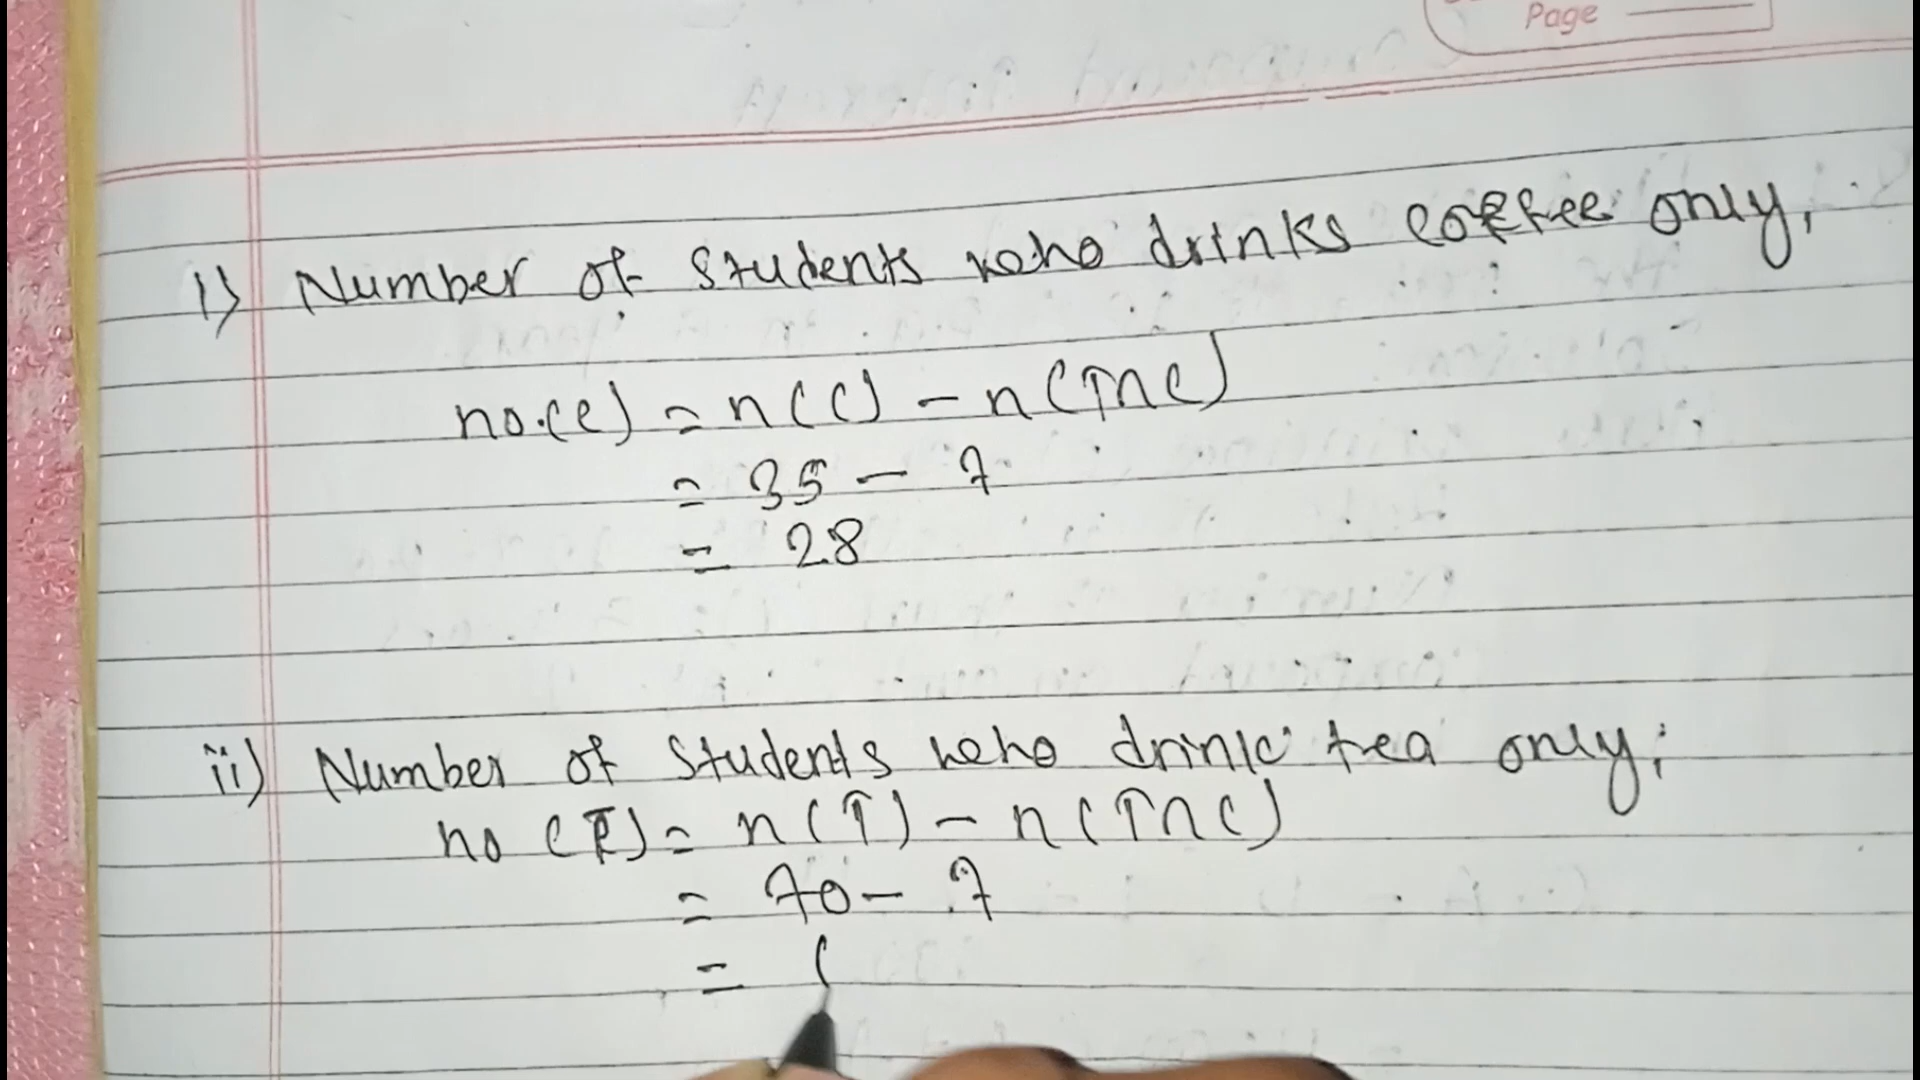 Page
i) Number of students who drinks coffee only,
no.(c) = n(C) - n(T∩C)
= 35 - 7
= 28
ii) Number of students who drink tea only;
no (T) = n(T) - n(T∩C)
= 70 - 7
=